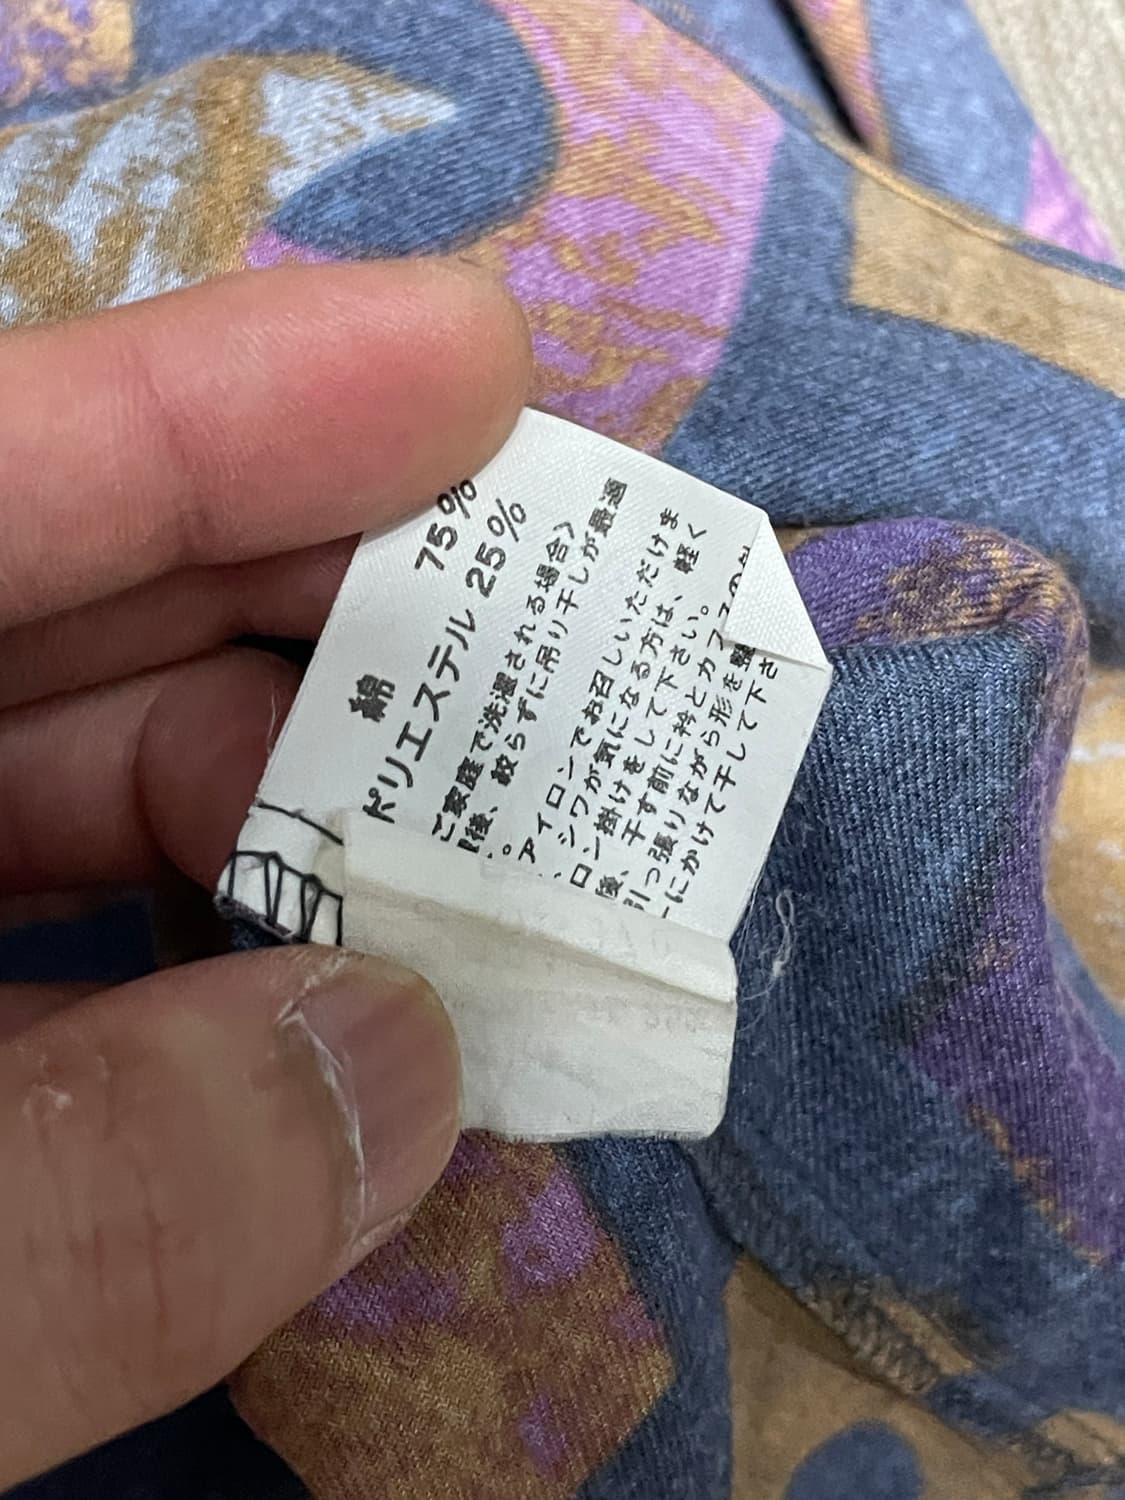 綿 75%
ポリエステル 25%
ご家庭で洗濯される場合〉
後、絞らずに吊り干しが最適
い。
アイロンでお召しいただけま
、シワが気になる方は、軽く
ロン掛けをして下さい。
後、干す前に衿とカフスのか
引っ張りながら形を整
ーにかけて干して下さ